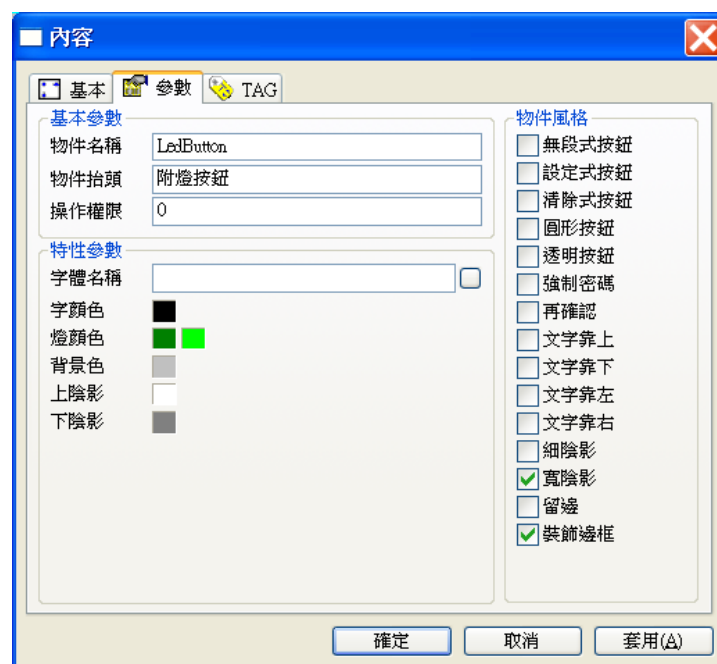 內容
基本 參數 TAG
基本參數
物件名稱 LedButton
物件抬頭 附燈按鈕
操作權限 0
特性參數
字體名稱
字顏色
燈顏色
背景色
上陰影
下陰影
物件風格
無段式按鈕
設定式按鈕
清除式按鈕
圓形按鈕
透明按鈕
強制密碼
再確認
文字靠上
文字靠下
文字靠左
文字靠右
細陰影
寬陰影
留邊
裝飾邊框
確定 取消 套用(A)